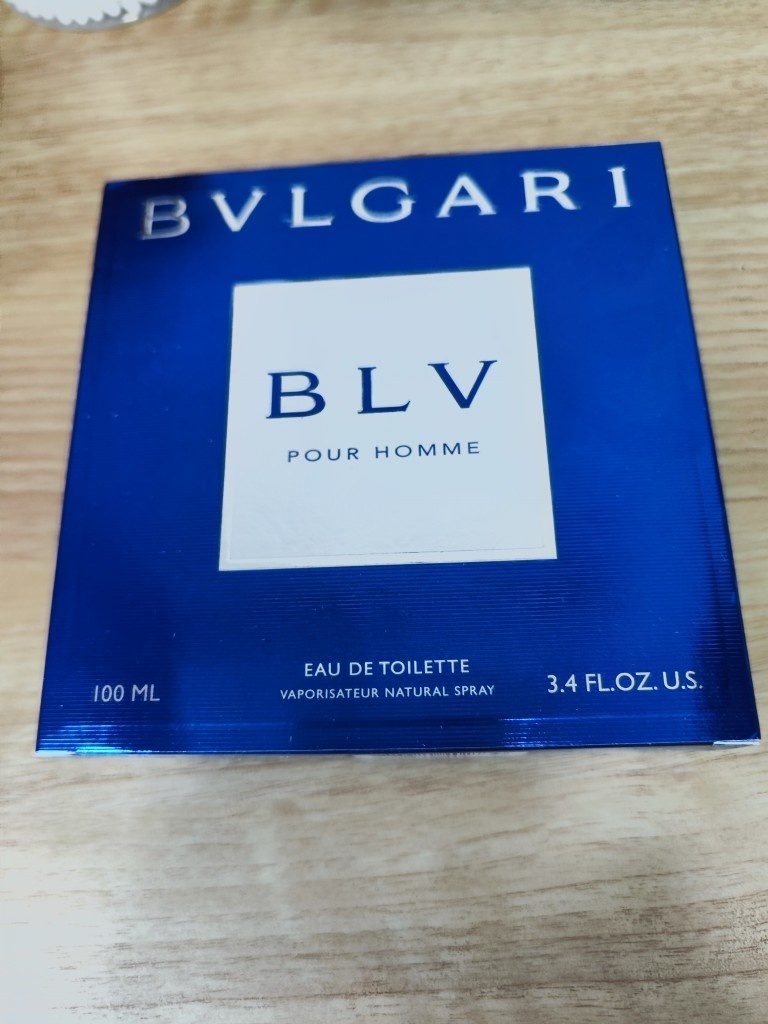 BVLGARI
BLV
POUR HOMME
EAU DE TOILETTE
100 ML
VAPORISATEUR NATURAL SPRAY
3.4 FL.OZ. U.S.